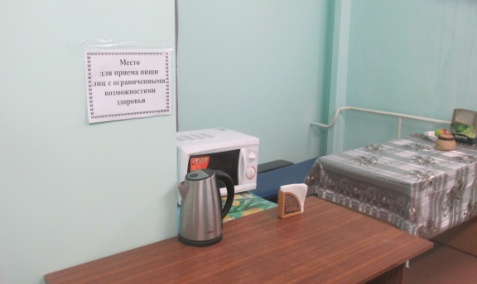 Место
для приема пищи
лиц с ограниченными
возможностями
здоровья